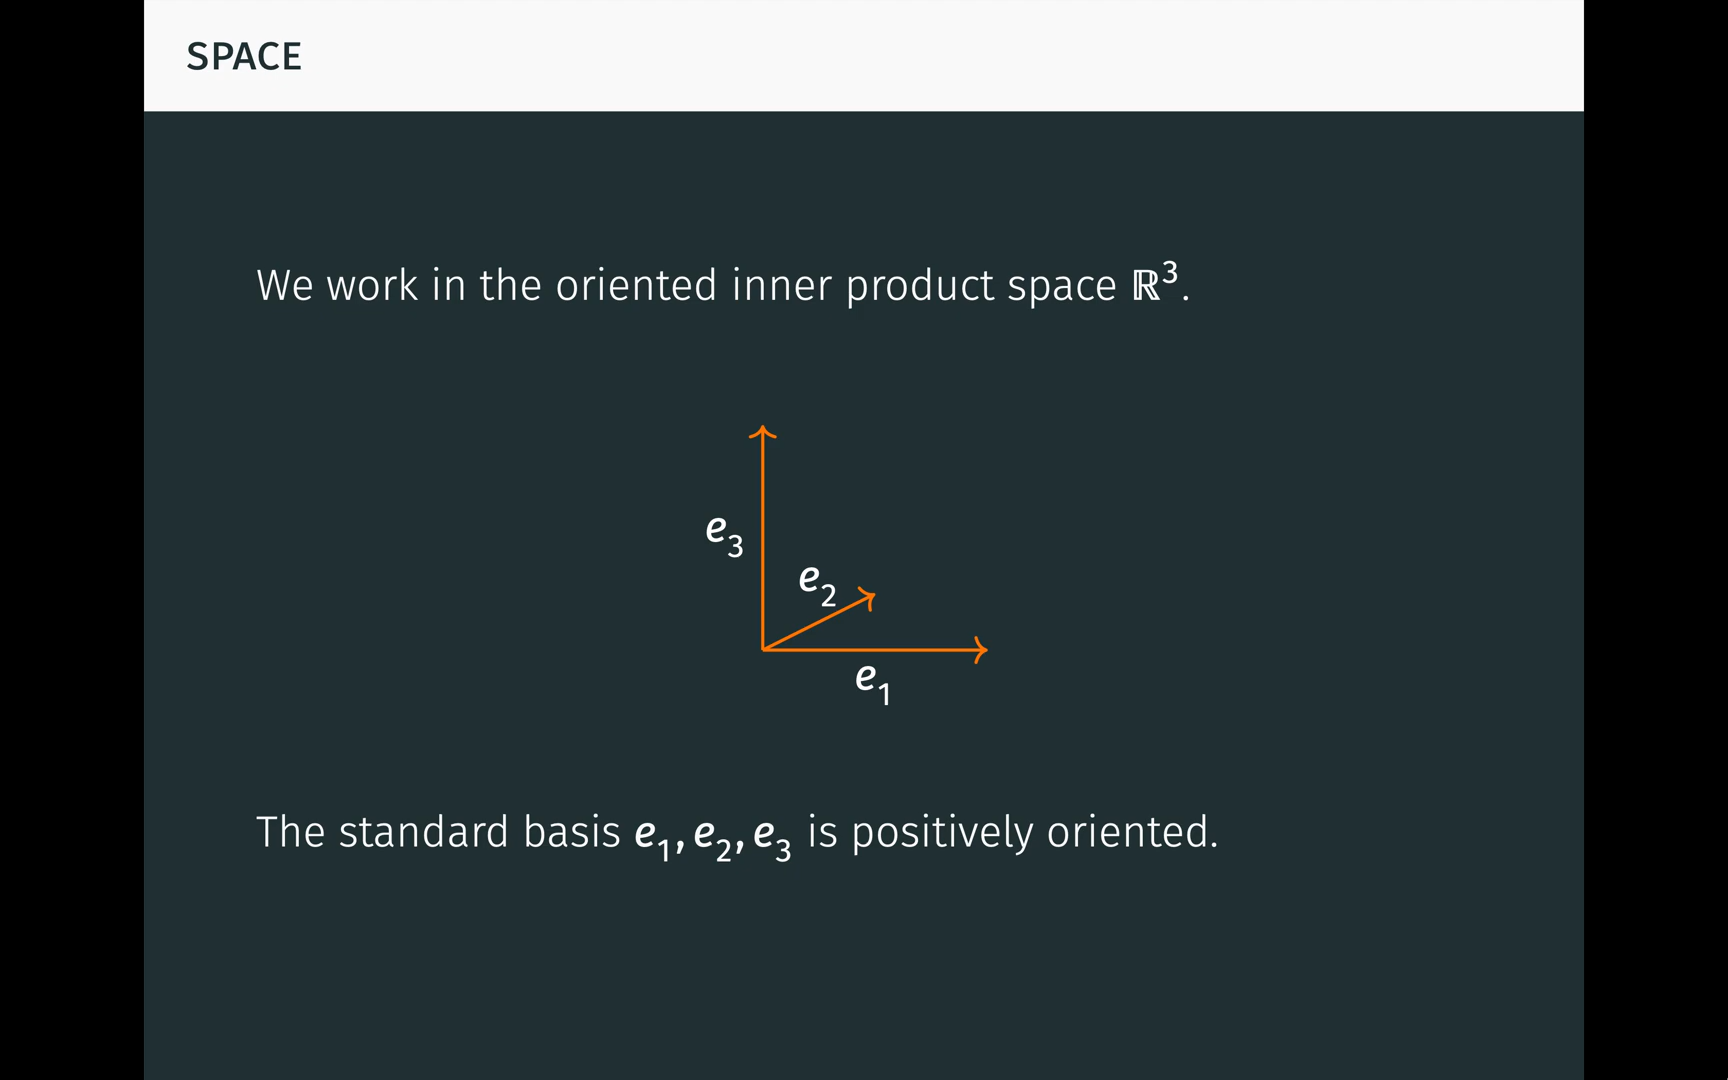 SPACE
We work in the oriented inner product space ℝ³.
e₃
e₂
e₁
The standard basis e₁, e₂, e₃ is positively oriented.